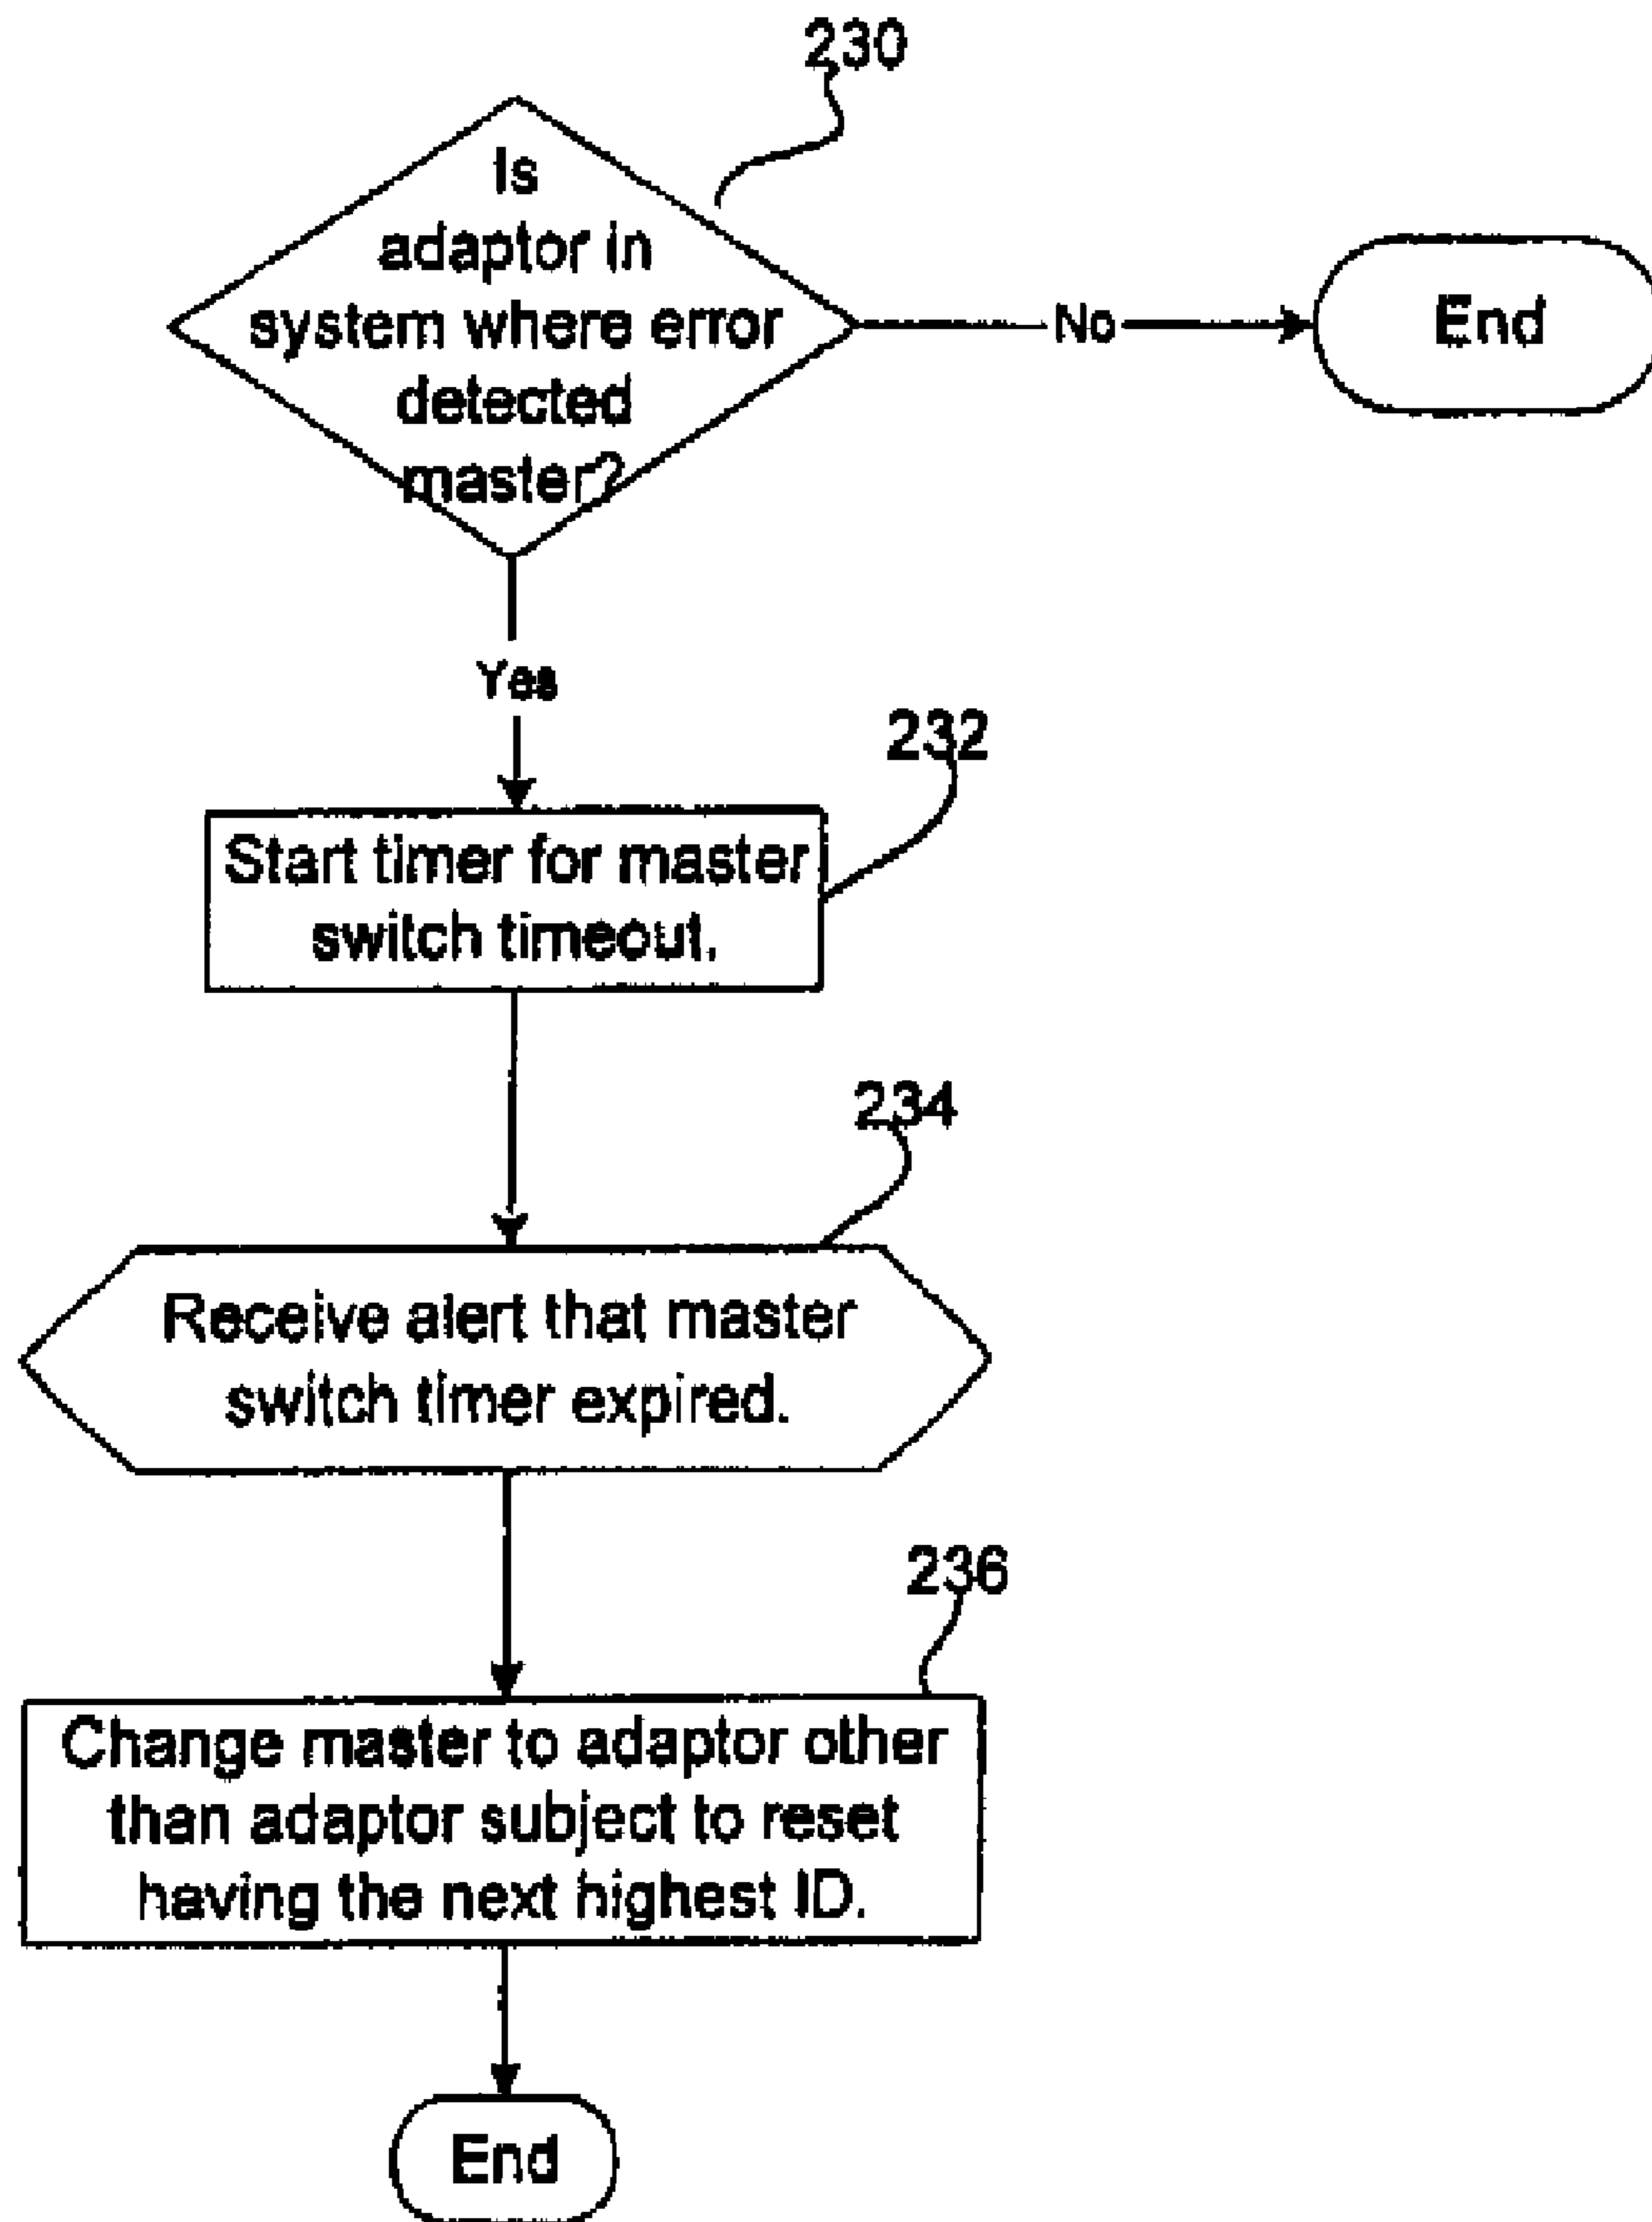 230
Is
adaptor in
system where error
detected
master?
No
End
Yes
232
Start timer for master
switch timeout.
234
Receive alert that master
switch timer expired.
236
Change master to adaptor other
than adaptor subject to reset
having the next highest ID.
End